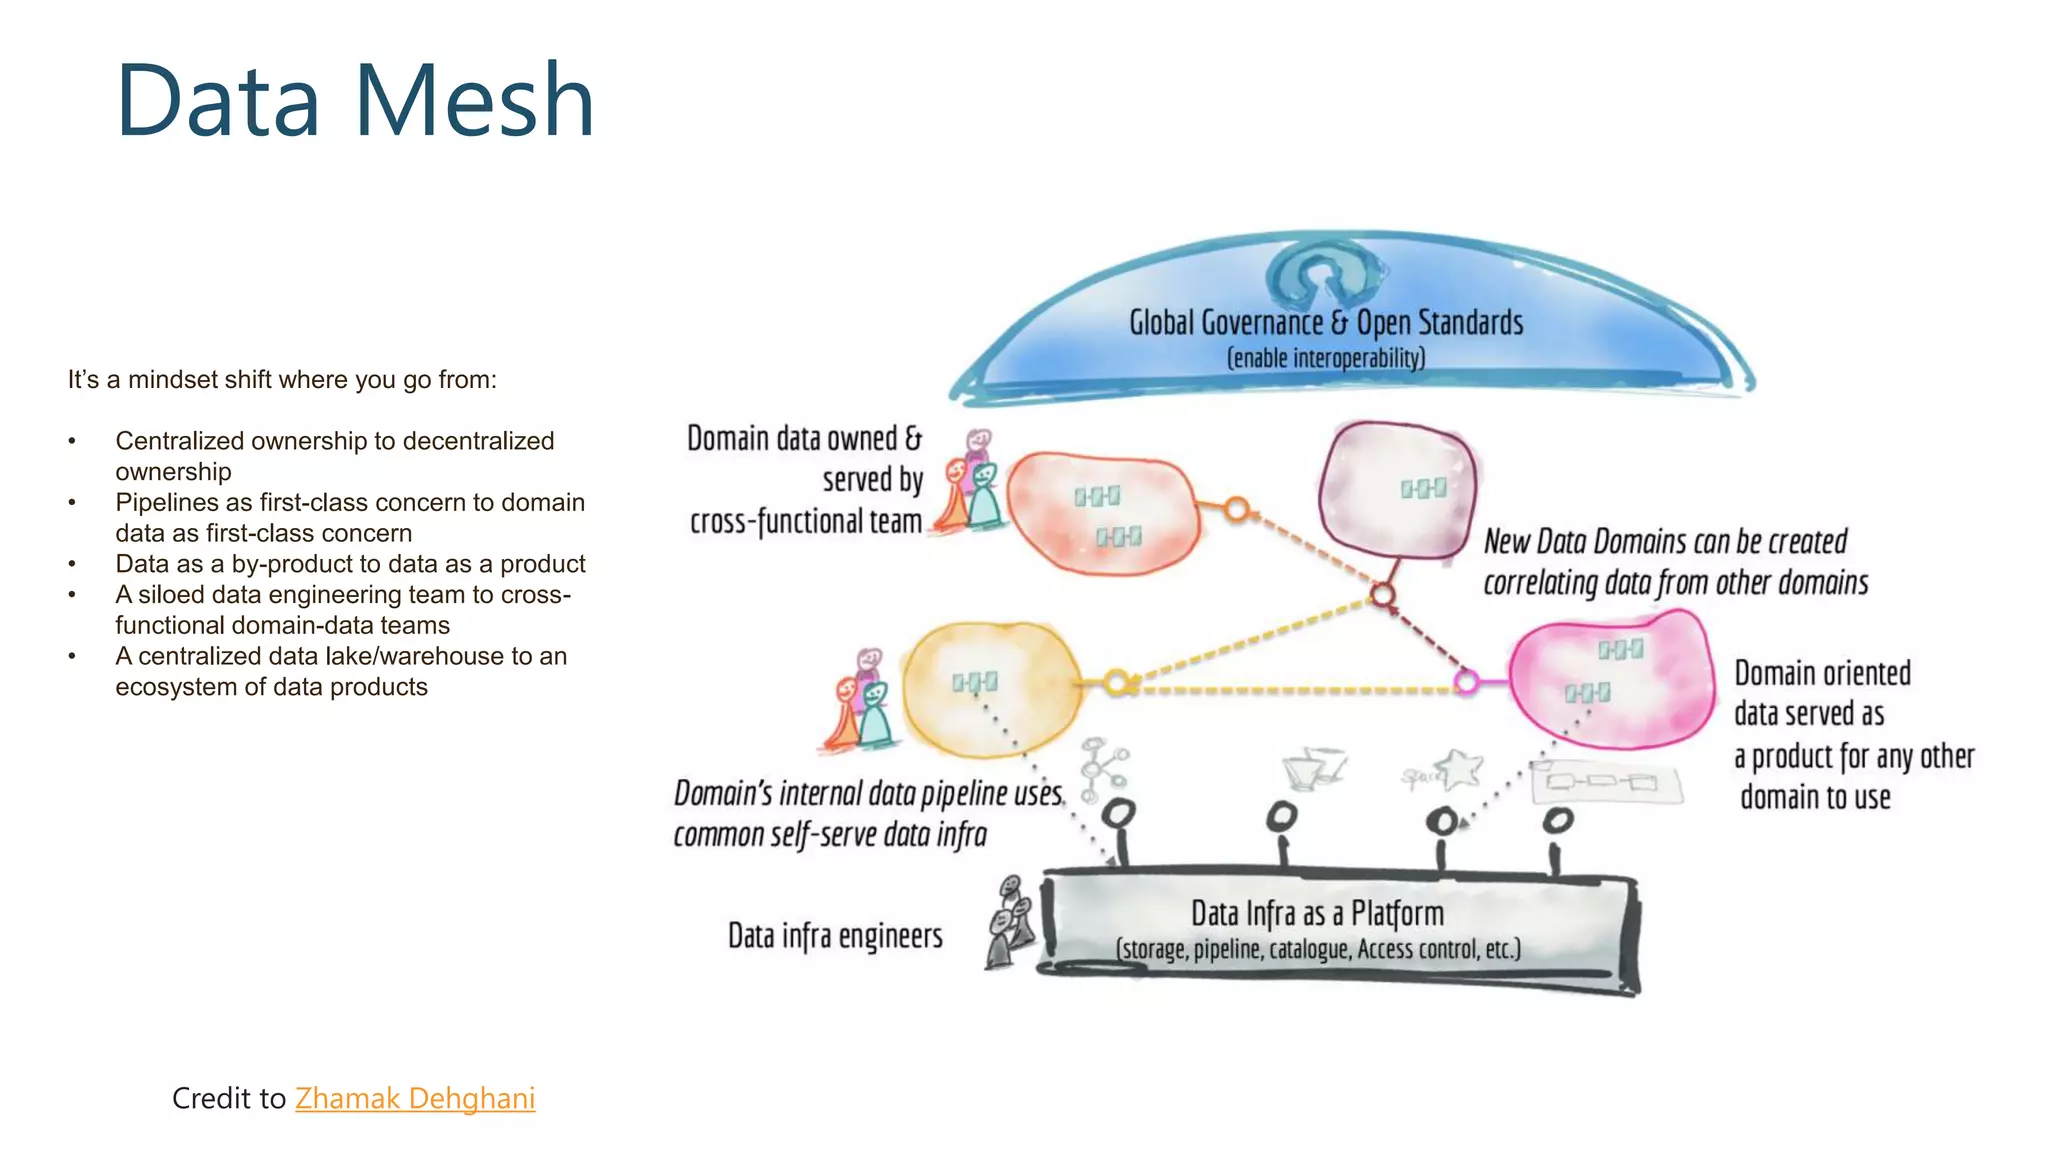 Data Mesh
It’s a mindset shift where you go from:
• Centralized ownership to decentralized
ownership
• Pipelines as first-class concern to domain
data as first-class concern
• Data as a by-product to data as a product
• A siloed data engineering team to cross-
functional domain-data teams
• A centralized data lake/warehouse to an
ecosystem of data products
Global Governance & Open Standards
(enable interoperability)
Domain data owned &
served by
cross-functional team
New Data Domains can be created
correlating data from other domains
Domain oriented
data served as
a product for any other
domain to use
Domain's internal data pipeline uses
common self-serve data infra
Data infra engineers
Data Infra as a Platform
(storage, pipeline, catalogue, Access control, etc.)
Credit to Zhamak Dehghani